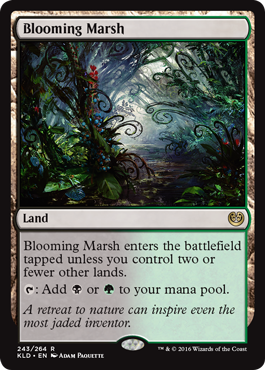 Blooming Marsh
Land
Blooming Marsh enters the battlefield
tapped unless you control two or
fewer other lands.
: Add or to your mana pool.
A retreat to nature can inspire even the
most jaded inventor.
243/264 R
KLD • EN Adam Paquette
™ & © 2016 Wizards of the Coast